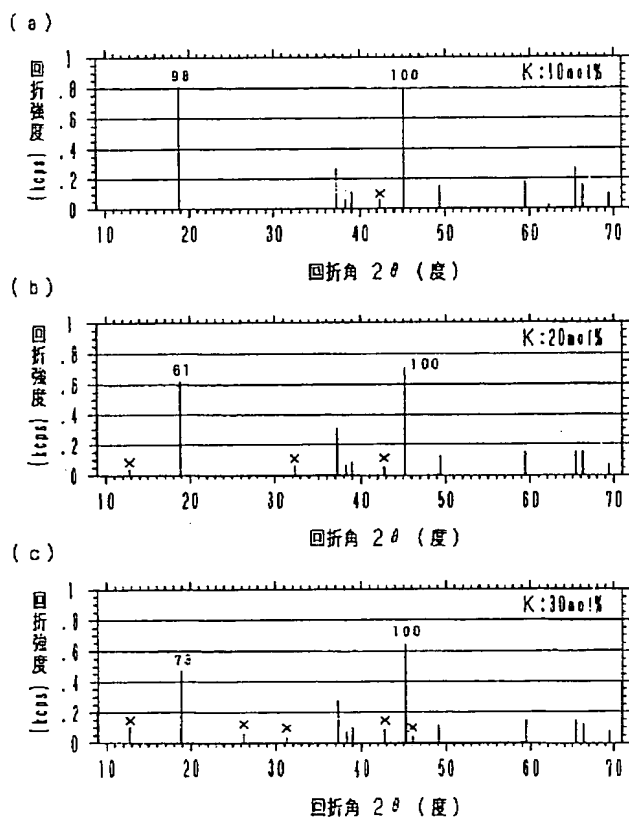 (a)
回折強度 (kcps)
1
.8
.6
.4
.2
0
98
100
K:10mol%
×
10 20 30 40 50 60 70
回折角 2θ (度)
(b)
回折強度 (kcps)
1
.8
.6
.4
.2
0
61
100
K:20mol%
× × ×
10 20 30 40 50 60 70
回折角 2θ (度)
(c)
回折強度 (kcps)
1
.8
.6
.4
.2
0
73
100
K:30mol%
× × × × ×
10 20 30 40 50 60 70
回折角 2θ (度)